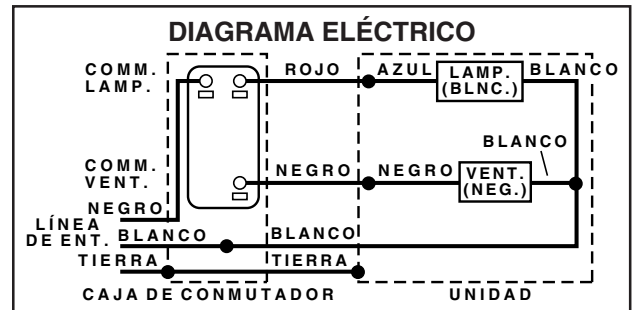 DIAGRAMA ELÉCTRICO
COMM. LAMP.
ROJO
AZUL
LAMP. (BLNC.)
BLANCO
BLANCO
COMM. VENT.
NEGRO
NEGRO
VENT. (NEG.)
NEGRO
LÍNEA DE ENT.
BLANCO
BLANCO
TIERRA
TIERRA
CAJA DE CONMUTADOR
UNIDAD